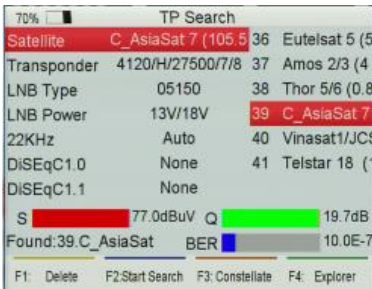 70% TP Search
Satellite C_AsiaSat 7 (105.5 36 Eutelsat 5 (5
Transponder 4120/H/27500/7/8 37 Amos 2/3 (4
LNB Type 05150 38 Thor 5/6 (0.8
LNB Power 13V/18V 39 C_AsiaSat 7
22KHz Auto 40 Vinasat1/JCS
DiSEqC1.0 None 41 Telstar 18 (1
DiSEqC1.1 None
S 77.0dBuV Q 19.7dB
Found:39.C_AsiaSat BER 10.0E-7
F1: Delete F2:Start Search F3: Constellate F4: Explorer